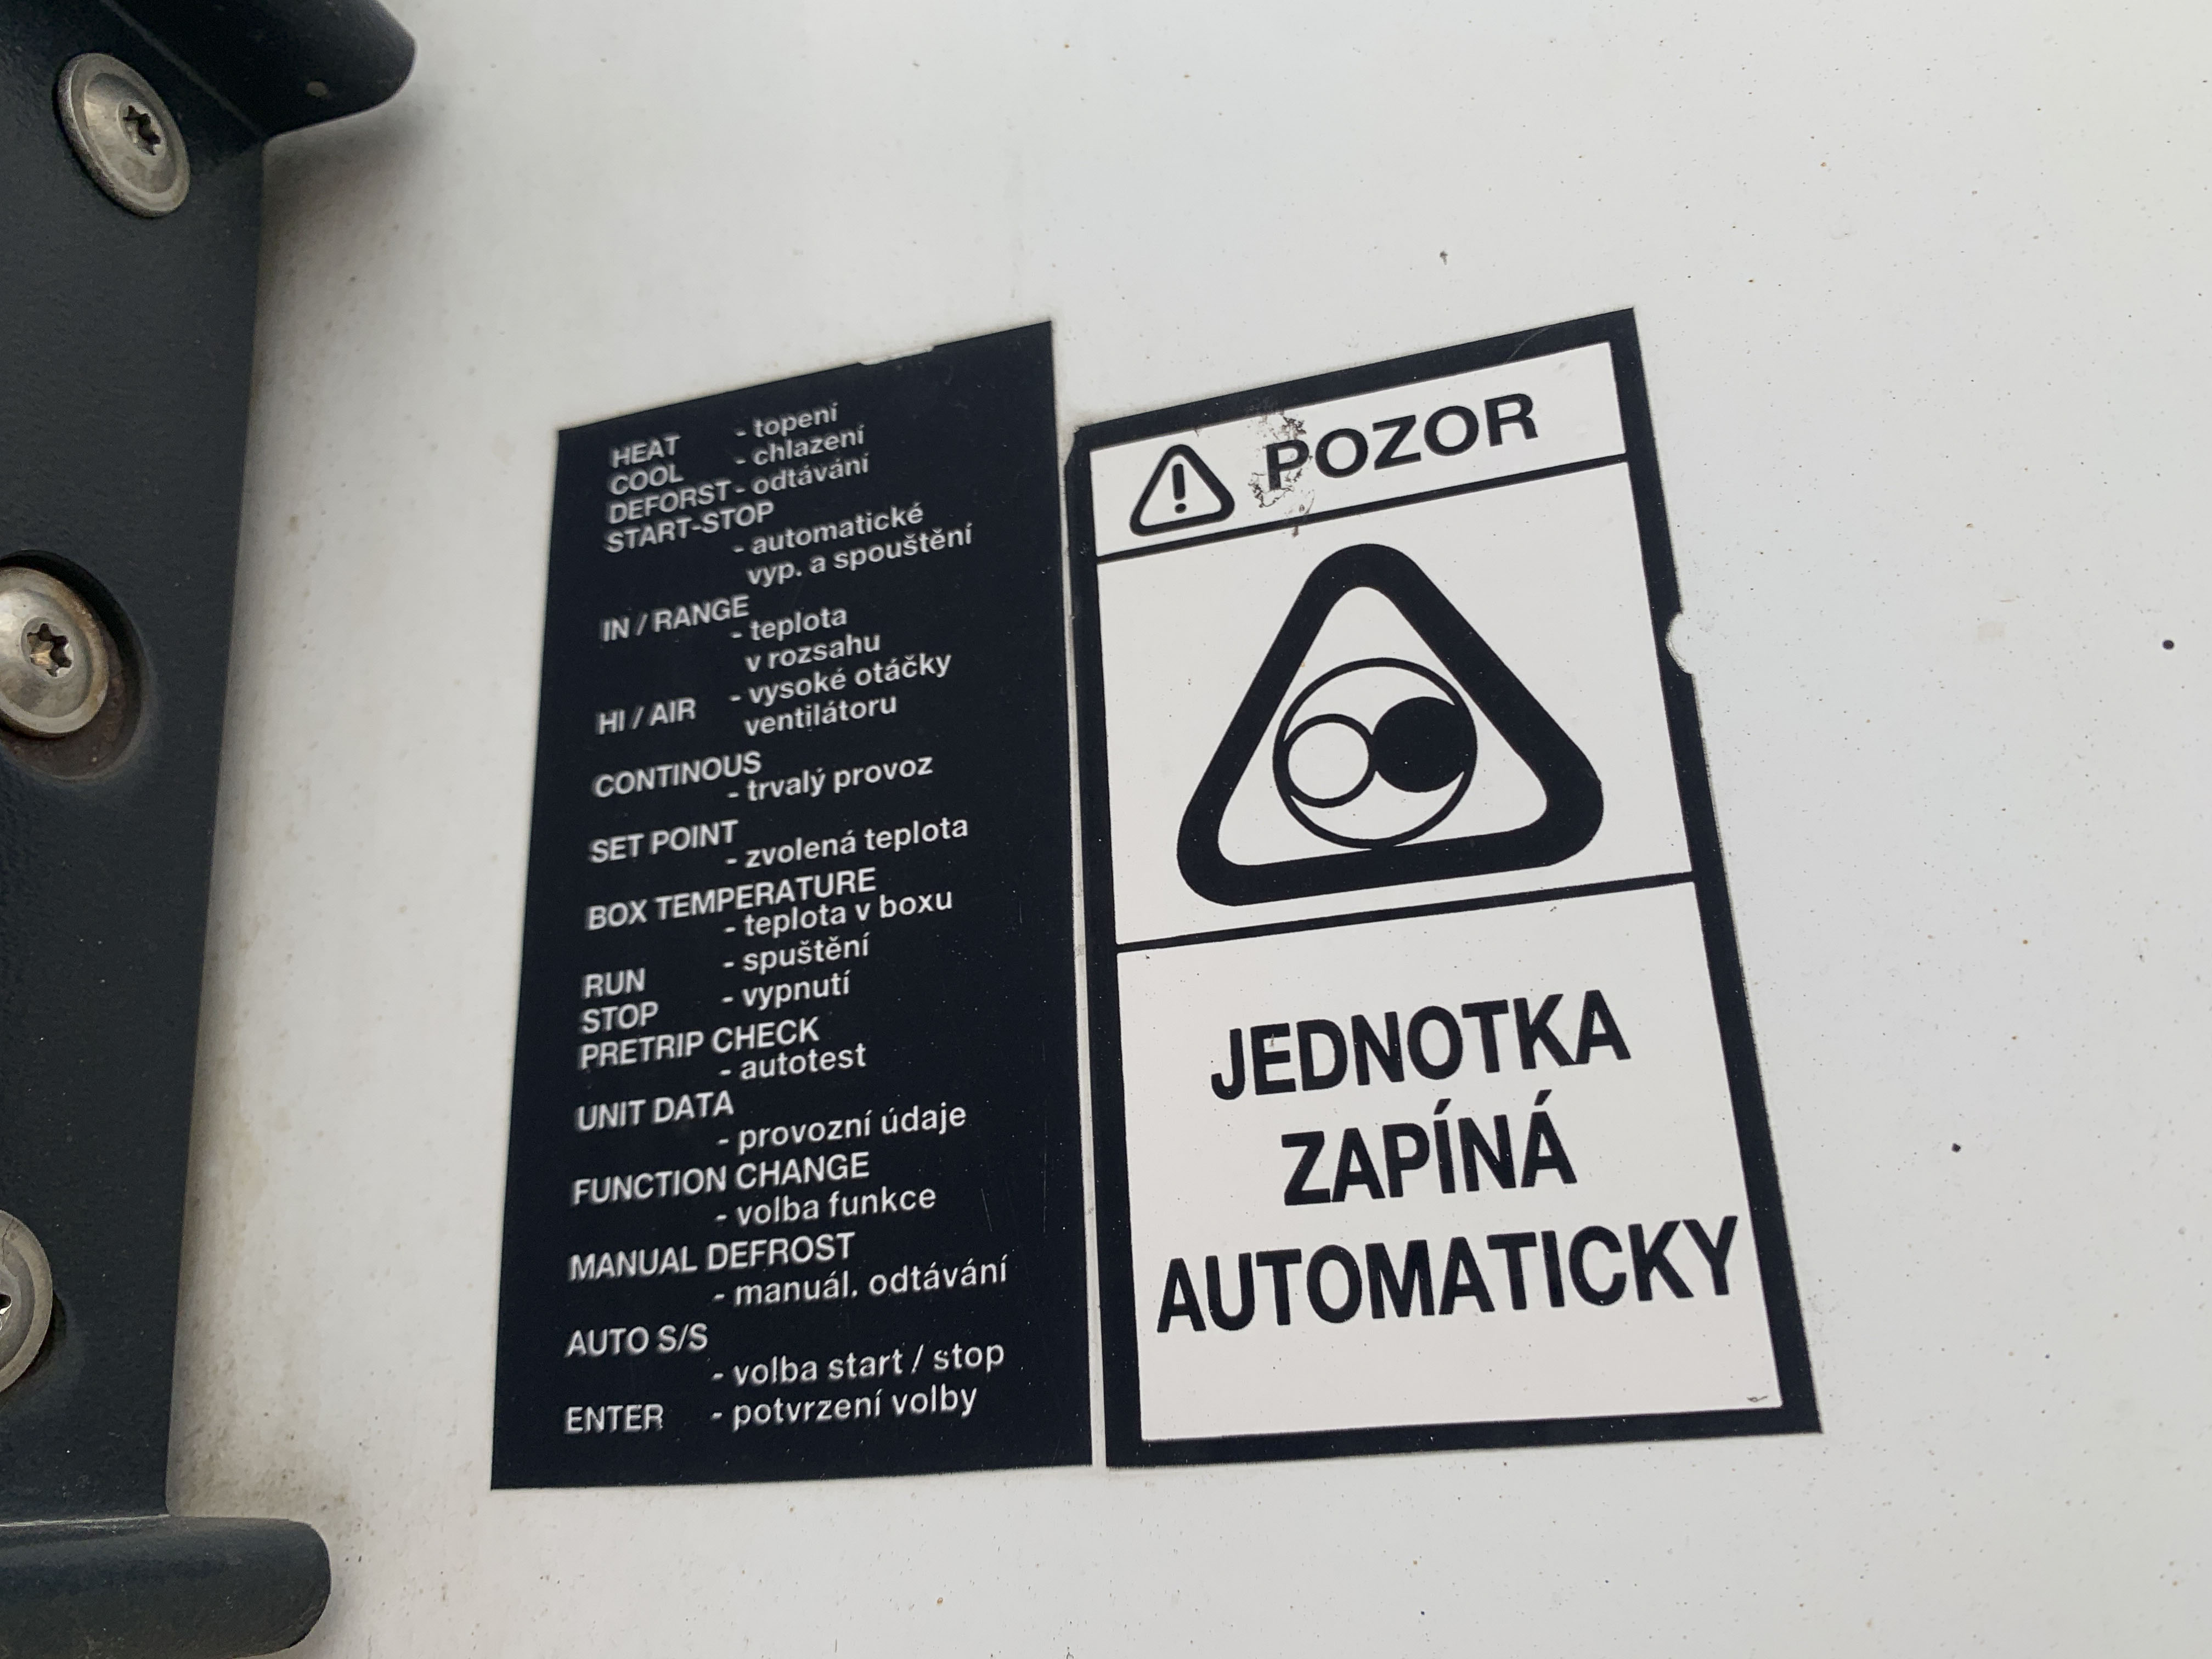 HEAT - topení
COOL - chlazení
DEFORST - odtávání
START-STOP
- automatické
vyp. a spouštění
IN / RANGE
- teplota
v rozsahu
HI / AIR - vysoké otáčky
ventilátoru
CONTINOUS
- trvalý provoz
SET POINT
- zvolená teplota
BOX TEMPERATURE
- teplota v boxu
RUN - spuštění
STOP - vypnutí
PRETRIP CHECK
- autotest
UNIT DATA
- provozní údaje
FUNCTION CHANGE
- volba funkce
MANUAL DEFROST
- manuál. odtávání
AUTO S/S
- volba start / stop
ENTER - potvrzení volby
POZOR
JEDNOTKA
ZAPÍNÁ
AUTOMATICKY